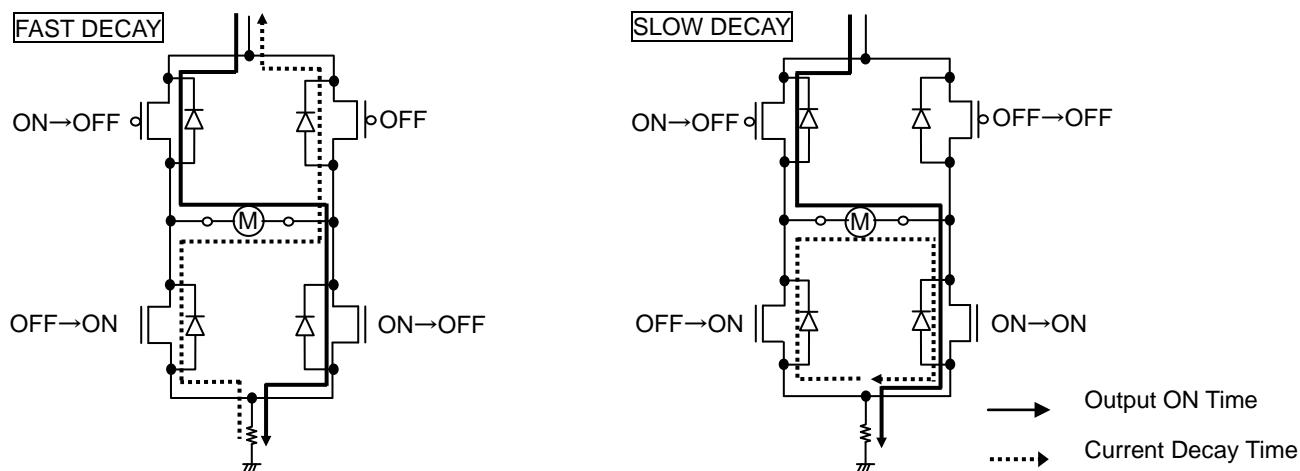 FAST DECAY
ON→OFF
OFF
M
OFF→ON
ON→OFF
SLOW DECAY
ON→OFF
OFF→OFF
M
OFF→ON
ON→ON
Output ON Time
Current Decay Time